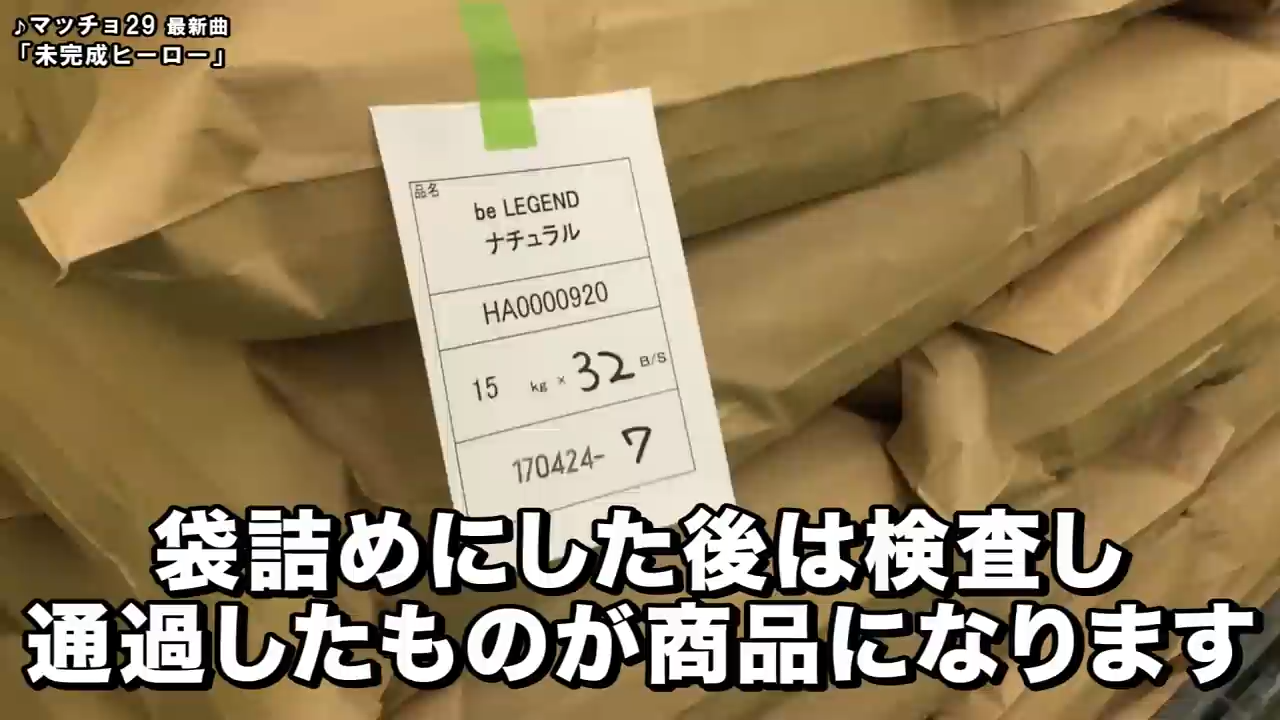 ♪マッチョ29 最新曲
「未完成ヒーロー」
品名
be LEGEND
ナチュラル
HA0000920
15 kg × 32 B/S
170424- 7
袋詰めにした後は検査し
通過したものが商品になります